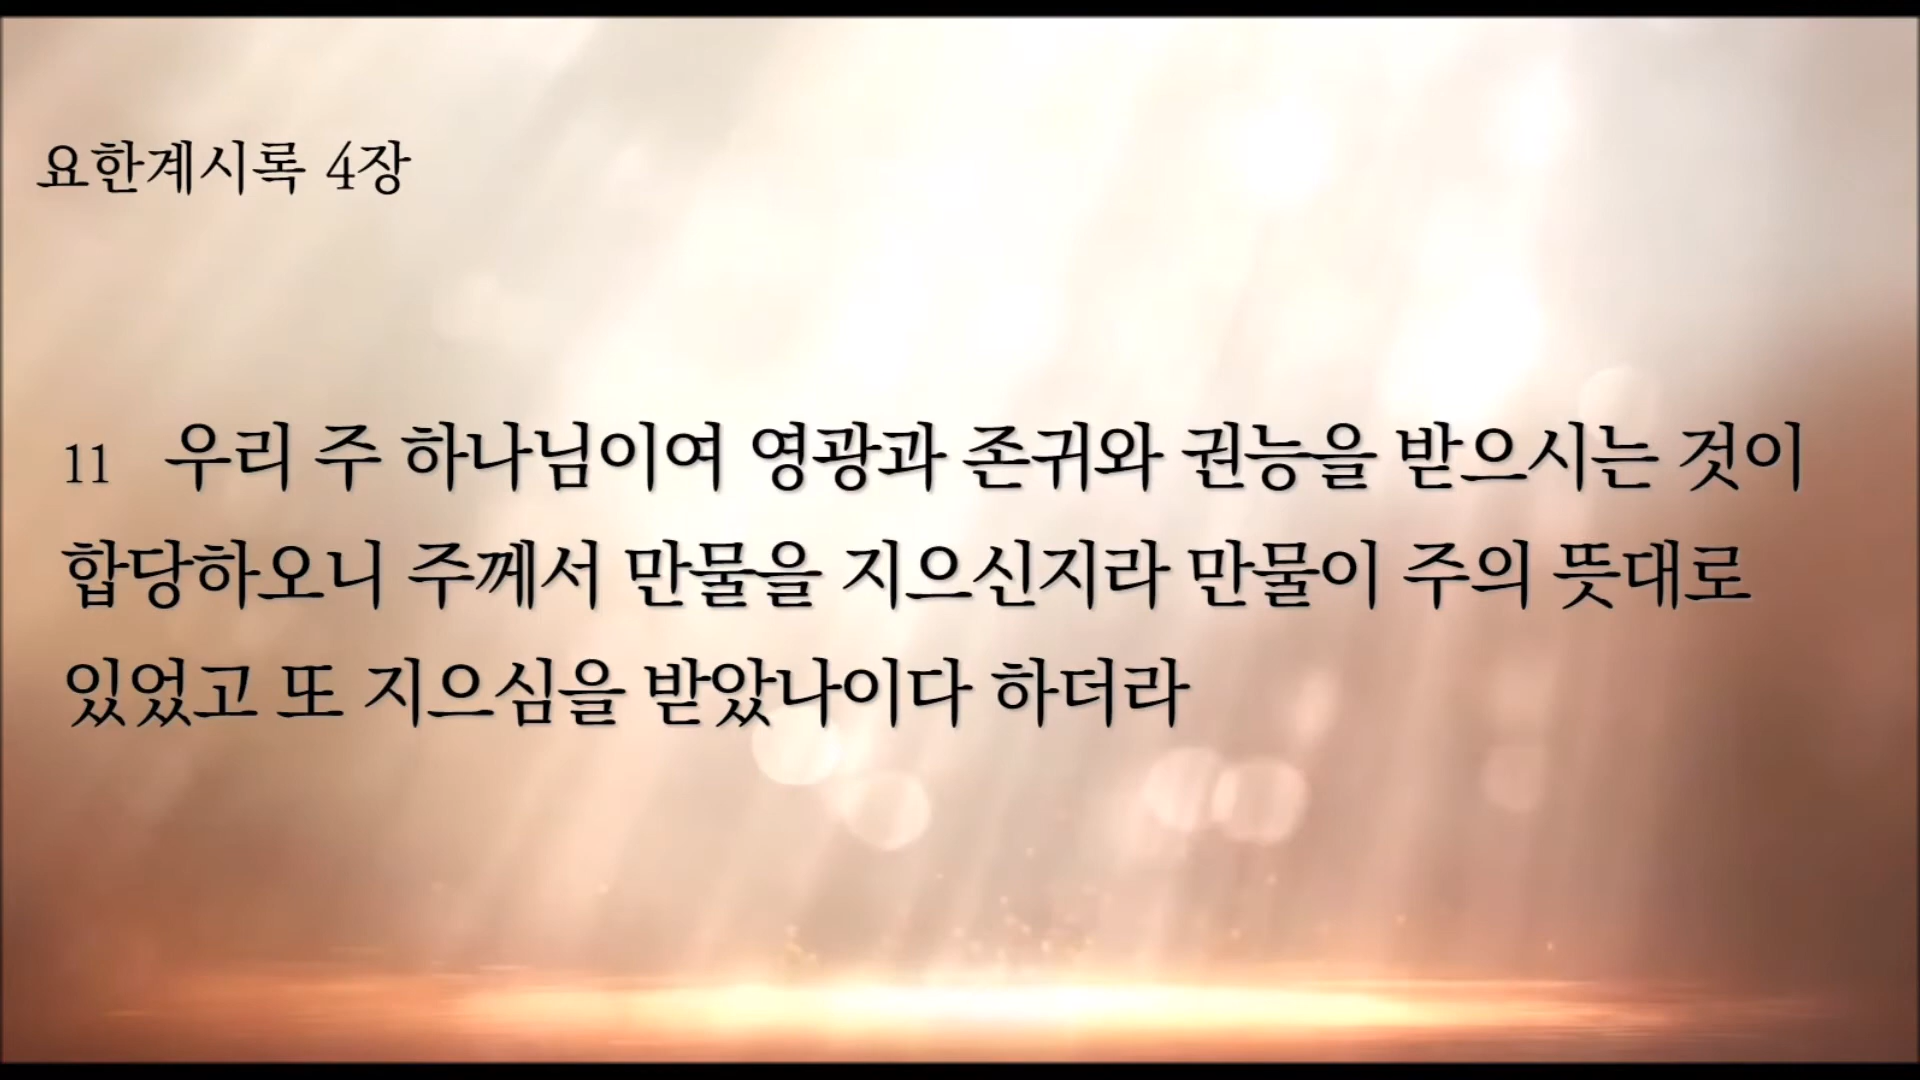 요한계시록 4장
11 우리 주 하나님이여 영광과 존귀와 권능을 받으시는 것이
합당하오니 주께서 만물을 지으신지라 만물이 주의 뜻대로
있었고 또 지으심을 받았나이다 하더라